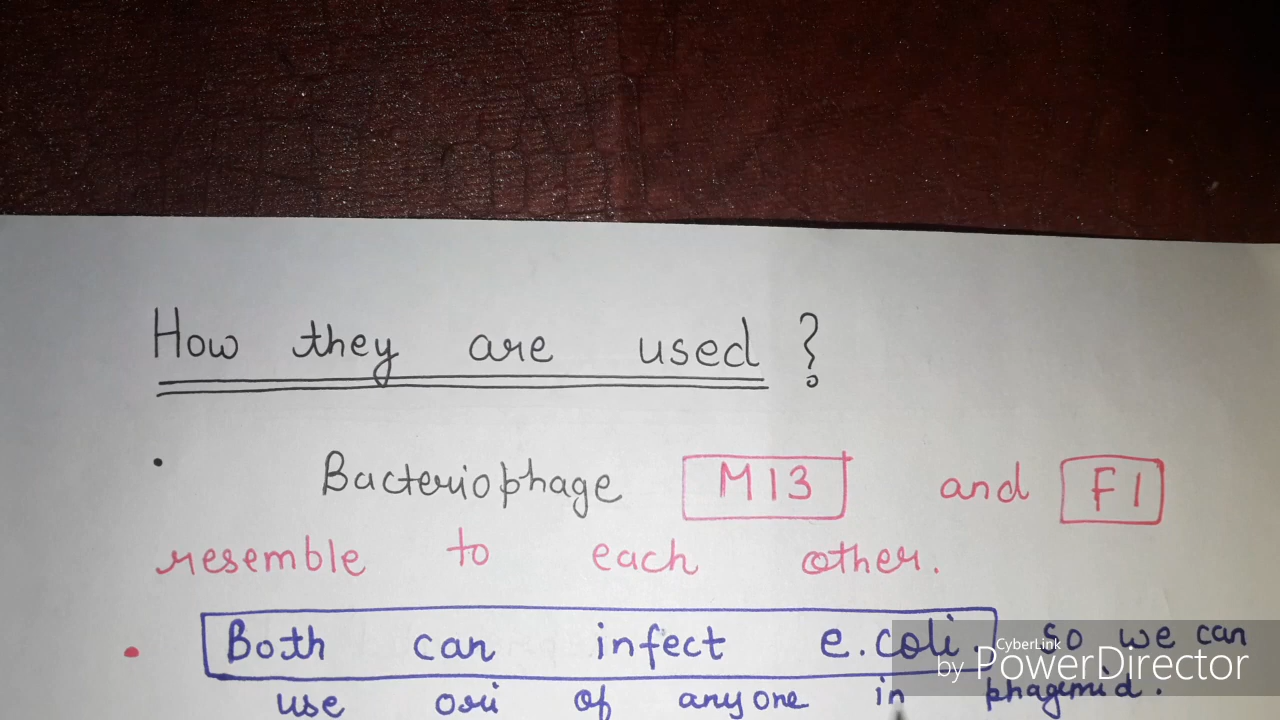 How they are used ?
• Bacteriophage M13 and F1
resemble to each other.
• Both can infect e.coli. so we can
use ori of anyone in phagemid.
CyberLink
by PowerDirector